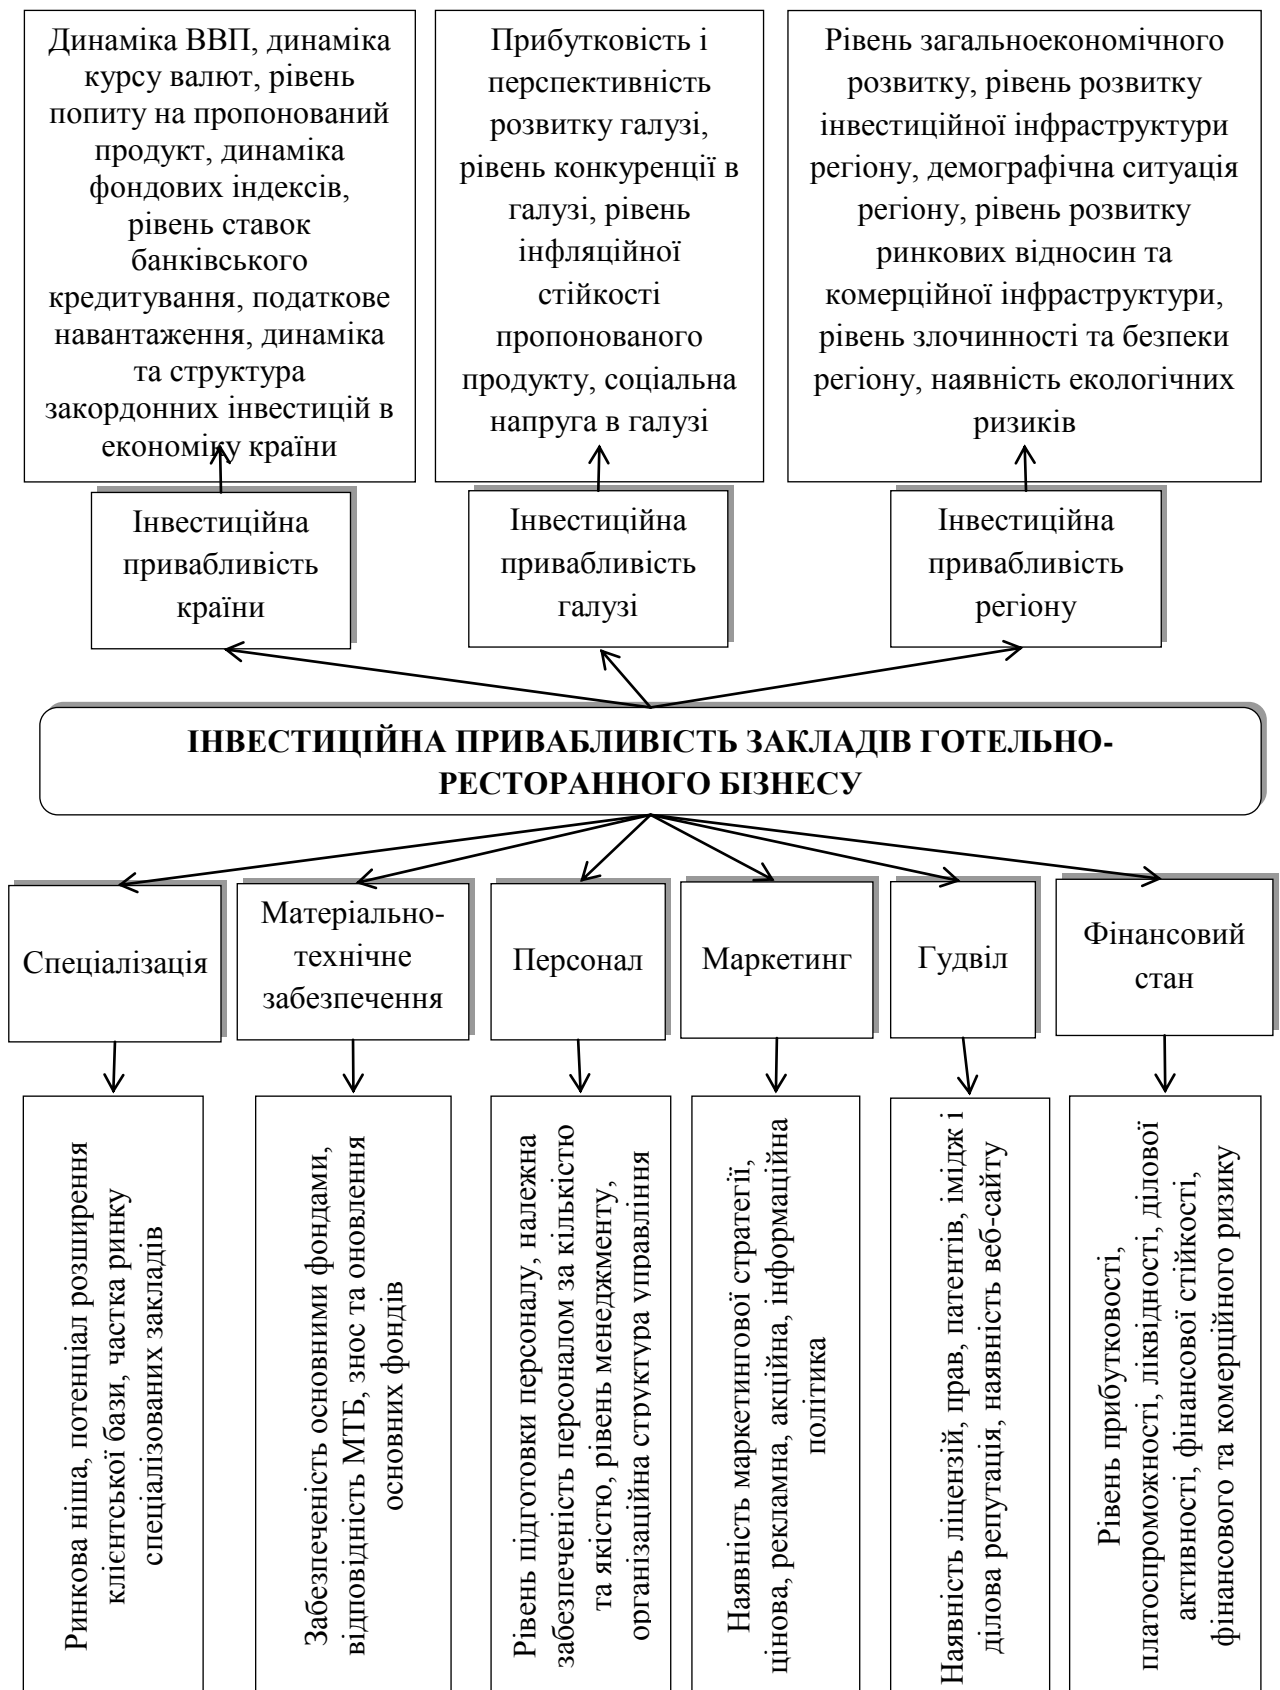 Динаміка ВВП, динаміка
курсу валют, рівень
попиту на пропонований
продукт, динаміка
фондових індексів,
рівень ставок
банківського
кредитування, податкове
навантаження, динаміка
та структура
закордонних інвестицій в
економіку країни
Прибутковість і
перспективність
розвитку галузі,
рівень конкуренції в
галузі, рівень
інфляційної
стійкості
пропонованого
продукту, соціальна
напруга в галузі
Рівень загальноекономічного
розвитку, рівень розвитку
інвестиційної інфраструктури
регіону, демографічна ситуація
регіону, рівень розвитку
ринкових відносин та
комерційної інфраструктури,
рівень злочинності та безпеки
регіону, наявність екологічних
ризиків
Інвестиційна
привабливість
країни
Інвестиційна
привабливість
галузі
Інвестиційна
привабливість
регіону
ІНВЕСТИЦІЙНА ПРИВАБЛИВІСТЬ ЗАКЛАДІВ ГОТЕЛЬНО-
РЕСТОРАННОГО БІЗНЕСУ
Спеціалізація
Матеріально-
технічне
забезпечення
Персонал
Маркетинг
Гудвіл
Фінансовий
стан
Ринкова ніша, потенціал розширення
клієнтської бази, частка ринку
спеціалізованих закладів
Забезпеченість основними фондами,
відповідність МТБ, знос та оновлення
основних фондів
Рівень підготовки персоналу, належна
забезпеченість персоналом за кількістю
та якістю, рівень менеджменту,
організаційна структура управління
Наявність маркетингової стратегії,
цінова, рекламна, акційна, інформаційна
політика
Наявність ліцензій, прав, патентів, імідж і
ділова репутація, наявність веб-сайту
Рівень прибутковості,
платоспроможності, ліквідності, ділової
активності, фінансової стійкості,
фінансового та комерційного ризику